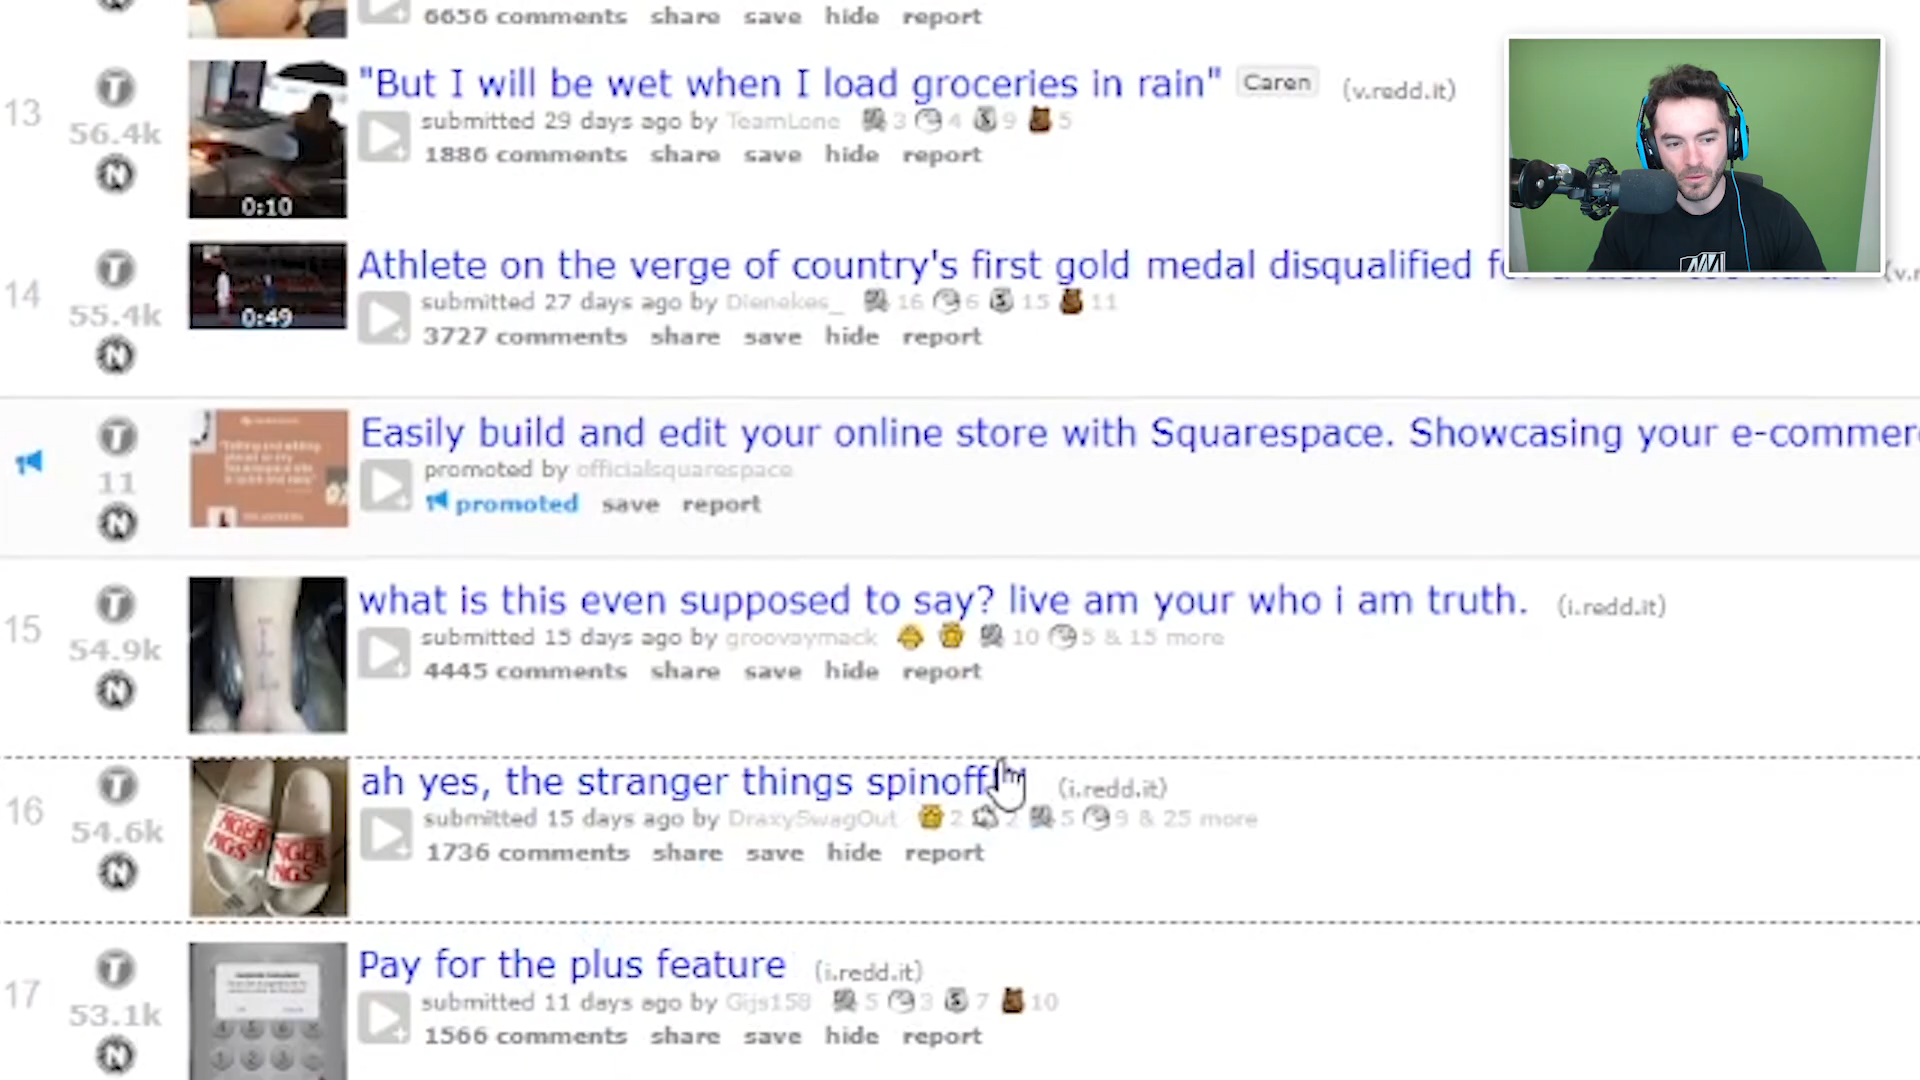 6656 comments share save hide report
13
56.4k
0:10
"But I will be wet when I load groceries in rain" Caren (v.redd.it)
submitted 29 days ago by TeamLone 3 4 9 5
1886 comments share save hide report
14
55.4k
0:49
Athlete on the verge of country's first gold medal disqualified
submitted 27 days ago by Dienekes_ 16 6 15 11
3727 comments share save hide report
11
Easily build and edit your online store with Squarespace. Showcasing your e-commer
promoted by officialsquarespace
promoted save report
15
54.9k
what is this even supposed to say? live am your who i am truth. (i.redd.it)
submitted 15 days ago by groovaymack 10 5 & 15 more
4445 comments share save hide report
16
54.6k
NGER
NGS
NGER
NGS
ah yes, the stranger things spinoff (i.redd.it)
submitted 15 days ago by DraxySwagOut 2 2 5 9 & 25 more
1736 comments share save hide report
17
53.1k
Pay for the plus feature (i.redd.it)
submitted 11 days ago by Gijs158 5 3 7 10
1566 comments share save hide report